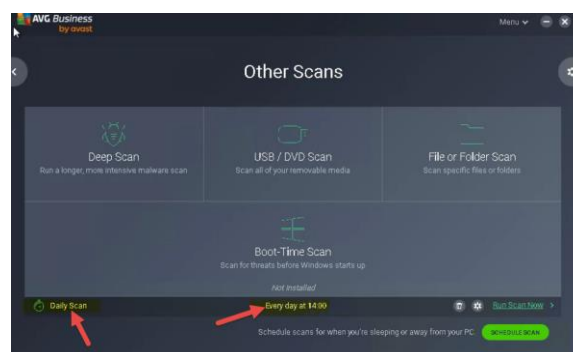 AVG Business
by avast
Menu
Other Scans
Deep Scan
Run a longer, more intensive malware scan
USB / DVD Scan
Scan all of your removable media
File or Folder Scan
Scan specific files or folders
Boot-Time Scan
Scan for threats before Windows starts up
Not Installed
Daily Scan
Every day at 14:00
Run Scan Now
Schedule scans for when you're sleeping or away from your PC
SCHEDULE SCAN